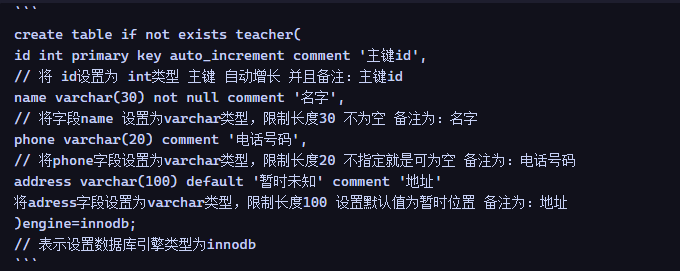 ```
create table if not exists teacher(
id int primary key auto_increment comment '主键id',
// 将 id设置为 int类型 主键 自动增长 并且备注：主键id
name varchar(30) not null comment '名字',
// 将字段name 设置为varchar类型，限制长度30 不为空 备注为：名字
phone varchar(20) comment '电话号码',
// 将phone字段设置为varchar类型，限制长度20 不指定就是可为空 备注为：电话号码
address varchar(100) default '暂时未知' comment '地址'
将adress字段设置为varchar类型，限制长度100 设置默认值为暂时位置 备注为：地址
)engine=innodb;
// 表示设置数据库引擎类型为innodb
```